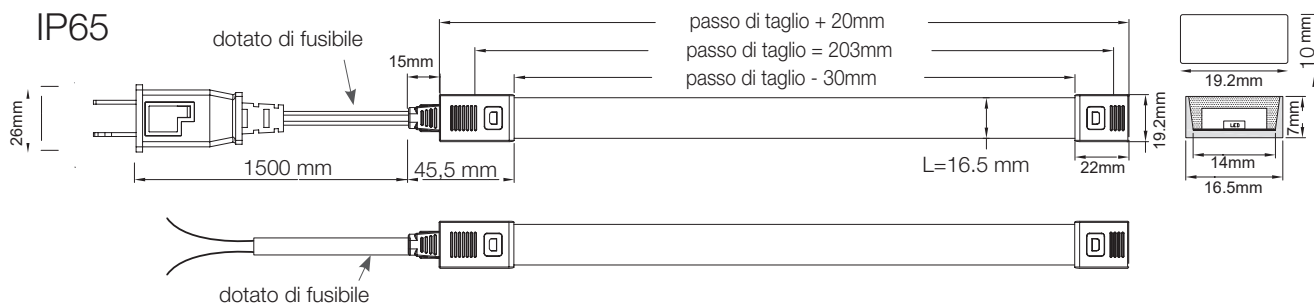 IP65
dotato di fusibile
15mm
passo di taglio + 20mm
passo di taglio = 203mm
passo di taglio - 30mm
10 mm
19.2mm
26mm
1500 mm
45,5 mm
L=16.5 mm
22mm
19.2mm
LED
7mm
14mm
16.5mm
D
D
dotato di fusibile
D
D